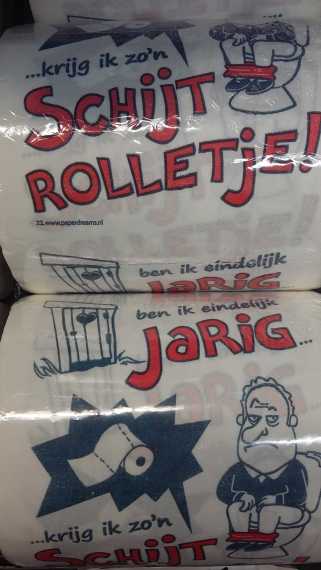 ...krijg ik zo'n
SCHIJT
ROLLETJE!
www.paperdreams.nl
ben ik eindelijk
JARIG
ben ik eindelijk
JARIG...
...krijg ik zo'n
SCHIJT